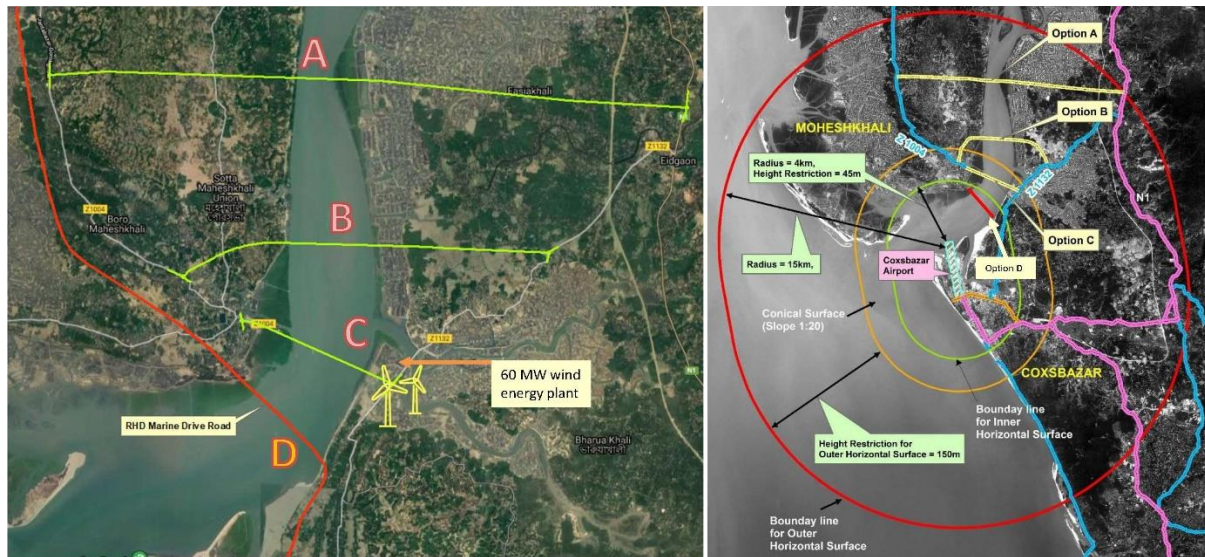 A
Fasiakhali
Z1132
Eidgaon
Sotta
Maheshkhali
Union
Z1004
Boro
Maheshkhali
B
C
Z1004
Z1132
60 MW wind
energy plant
N1
RHD Marine Drive Road
D
Bharua Khali
Option A
Option B
MOHESHKHALI
Z 1004
Radius = 4km,
Height Restriction = 45m
Z 1132
N1
Option C
Radius = 15km,
Coxsbazar
Airport
Option D
Conical Surface
(Slope 1:20)
COXSBAZAR
Bounday line
for Inner
Horizontal Surface
Height Restriction for
Outer Horizontal Surface = 150m
Bounday line
for Outer
Horizontal Surface